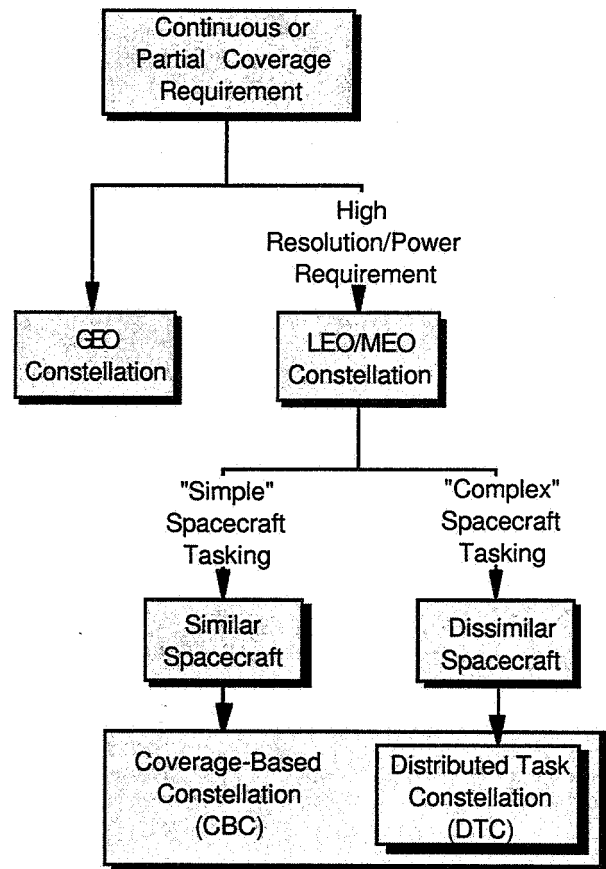 Continuous or
Partial Coverage
Requirement
High
Resolution/Power
Requirement
GEO
Constellation
LEO/MEO
Constellation
"Simple"
Spacecraft
Tasking
"Complex"
Spacecraft
Tasking
Similar
Spacecraft
Dissimilar
Spacecraft
Coverage-Based
Constellation
(CBC)
Distributed Task
Constellation
(DTC)